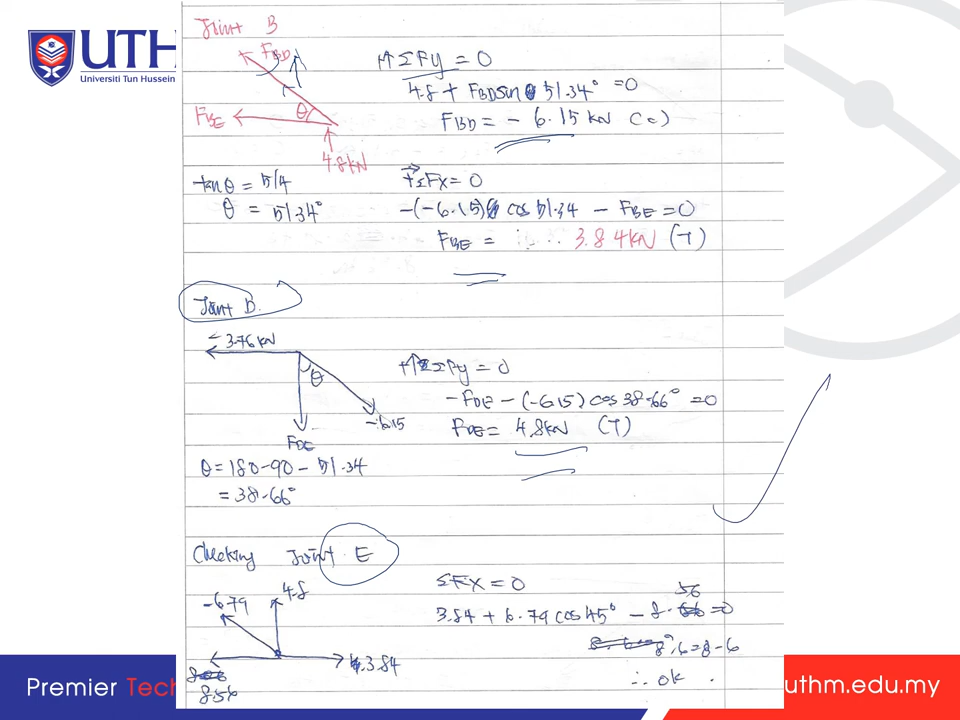 UTH
Universiti Tun Hussein
Joint B
FBD
θ
FBE
4.8kN
+↑ΣFy = 0
4.8 + FBD sin 51.34° = 0
FBD = - 6.15 kN (c)
tan θ = 5/4
θ = 51.34°
+ΣFx = 0
-(-6.15) cos 51.34 - FBE = 0
FBE = 3.84kN (T)
Joint D.
3.76 kN
θ
-6.15
FDE
+↑ΣFy = 0
-FDE - (-6.15) cos 38.66° = 0
FDE = 4.8kN (T)
θ = 180-90 - 51.34
= 38.66°
Checking Joint E
-6.79
4.8
3.84
8.56
ΣFx = 0
56
3.84 + 6.79 cos 45° - 8. = 0
8.6 = 8.6
∴ ok.
Premier Tec
uthm.edu.my